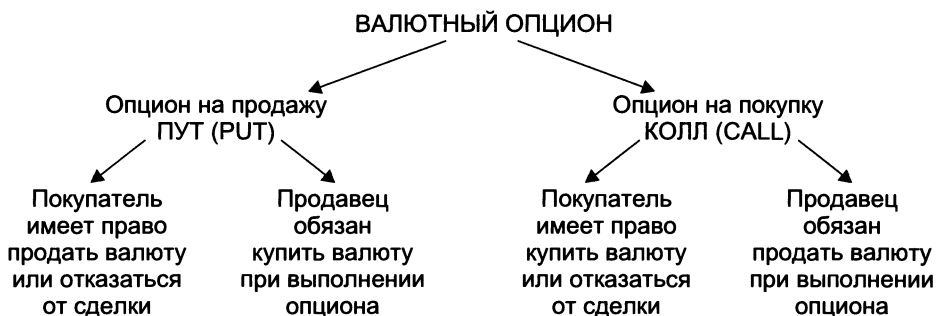 ВАЛЮТНЫЙ ОПЦИОН
Опцион на продажу
ПУТ (PUT)
Опцион на покупку
КОЛЛ (CALL)
Покупатель
имеет право
продать валюту
или отказаться
от сделки
Продавец
обязан
купить валюту
при выполнении
опциона
Покупатель
имеет право
купить валюту
или отказаться
от сделки
Продавец
обязан
продать валюту
при выполнении
опциона